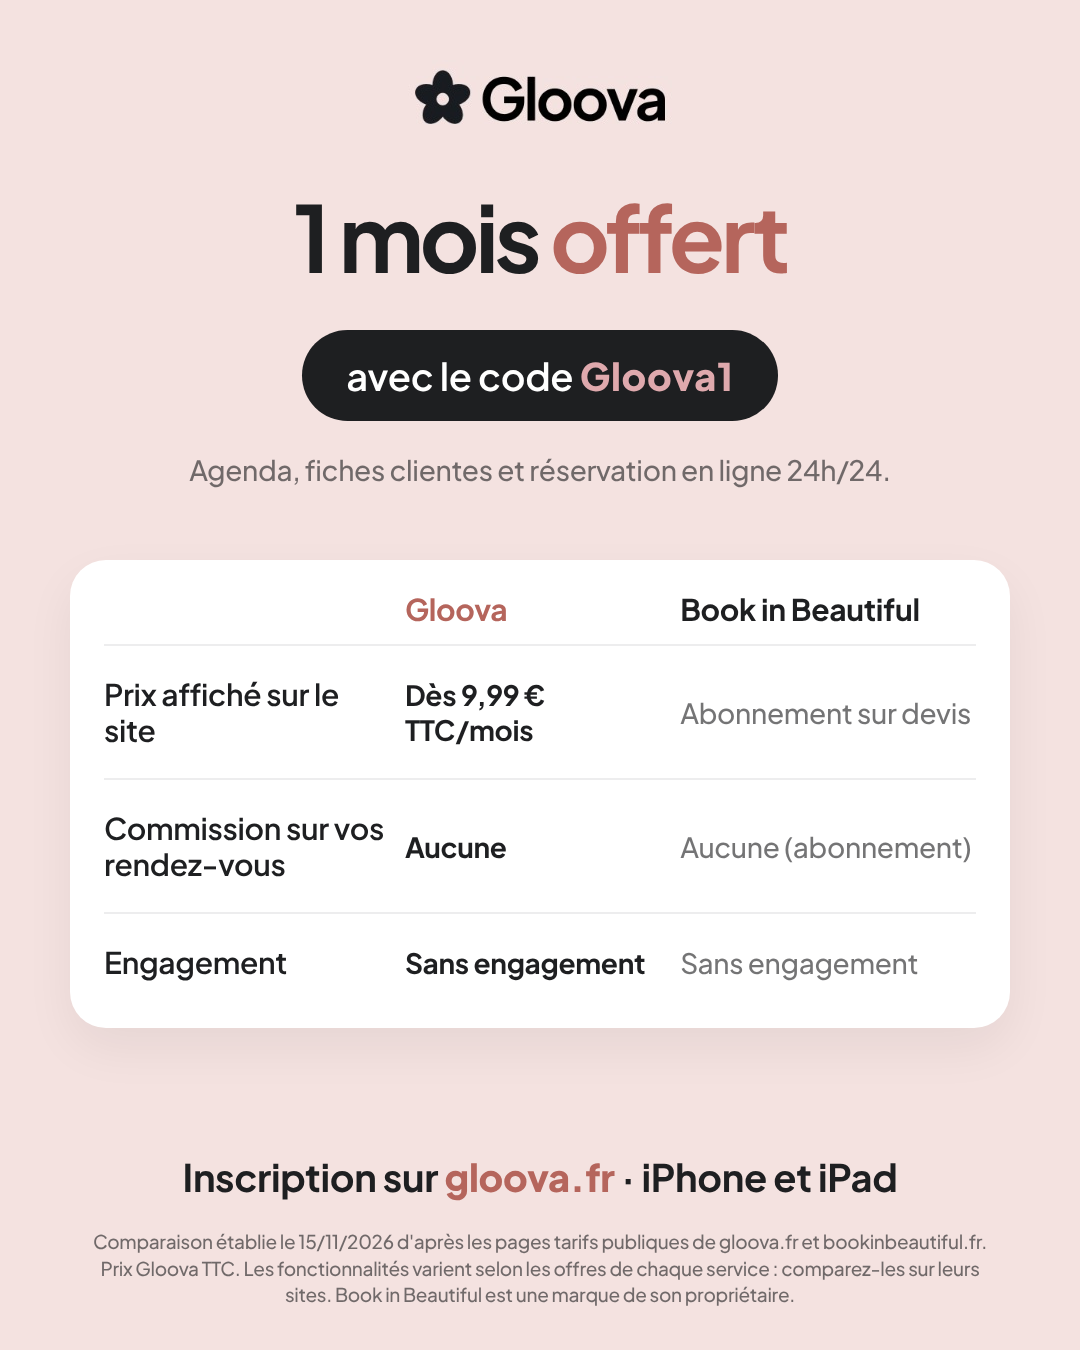 Gloova
1 mois offert
avec le code Gloova1
Agenda, fiches clientes et réservation en ligne 24h/24.
Gloova Book in Beautiful
Prix affiché sur le
site
Dès 9,99 €
TTC/mois
Abonnement sur devis
Commission sur vos
rendez-vous
Aucune
Aucune (abonnement)
Engagement
Sans engagement
Sans engagement
Inscription sur gloova.fr · iPhone et iPad
Comparaison établie le 15/11/2026 d'après les pages tarifs publiques de gloova.fr et bookinbeautiful.fr.
Prix Gloova TTC. Les fonctionnalités varient selon les offres de chaque service : comparez-les sur leurs
sites. Book in Beautiful est une marque de son propriétaire.